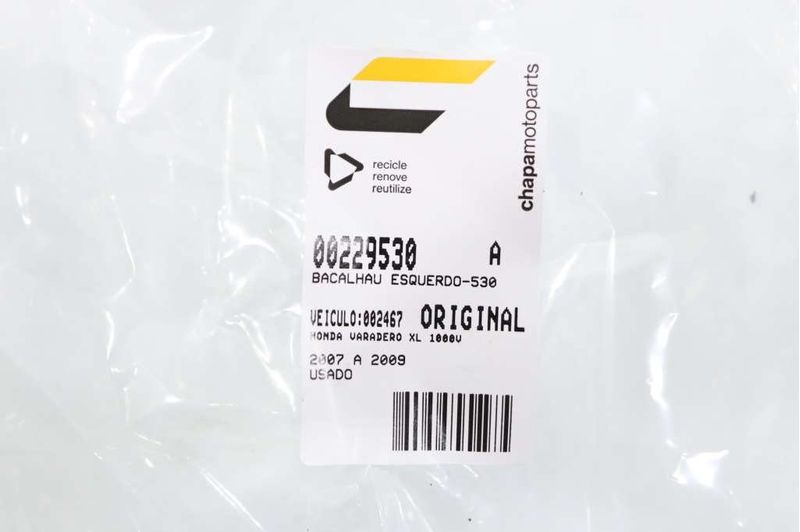 chapamotoparts
recicle
renove
reutilize
00229530 A
BACALHAU ESQUERDO-530
VEICULO:002467 ORIGINAL
HONDA VARADERO XL 1000V
2007 A 2009
USADO